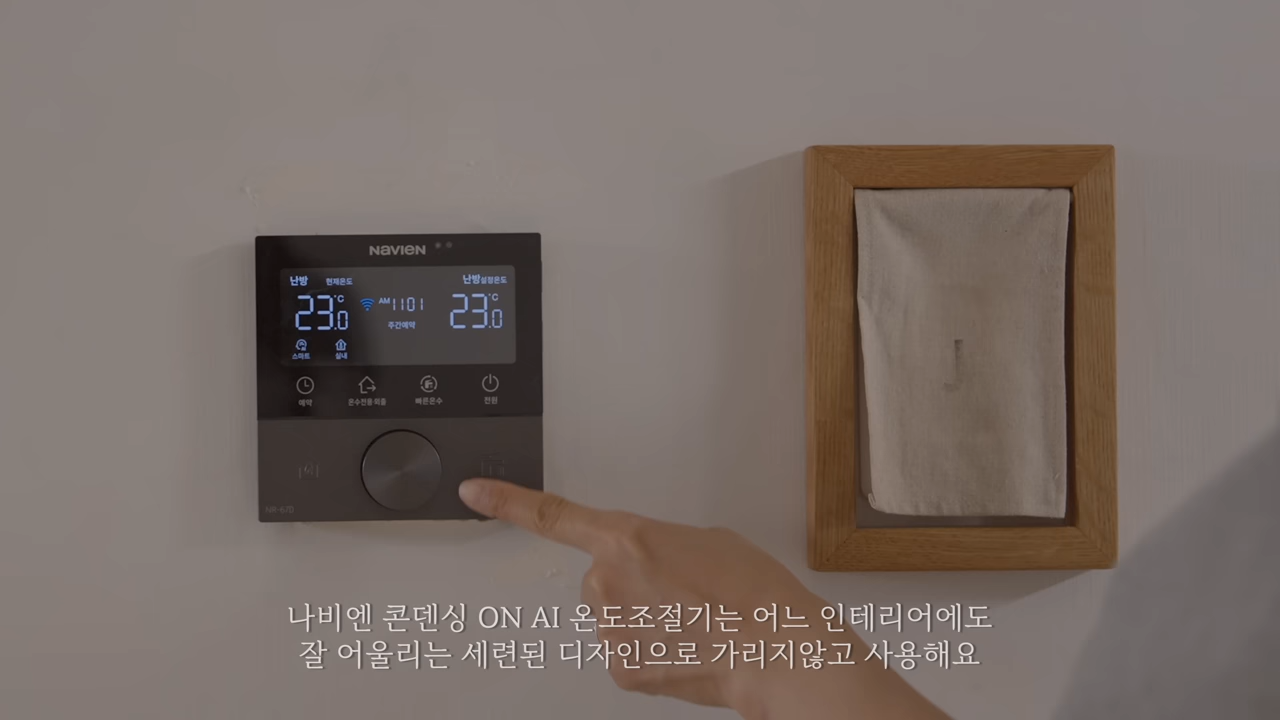 NAVIEN
난방 현재온도
난방설정온도
23.0 °C
AM 11 01
23.0 °C
주간예약
스마트
실내
예약
온수전용 외출
빠른온수
전원
나비엔 콘덴싱 ON AI 온도조절기는 어느 인테리어에도
잘 어울리는 세련된 디자인으로 가리지않고 사용해요